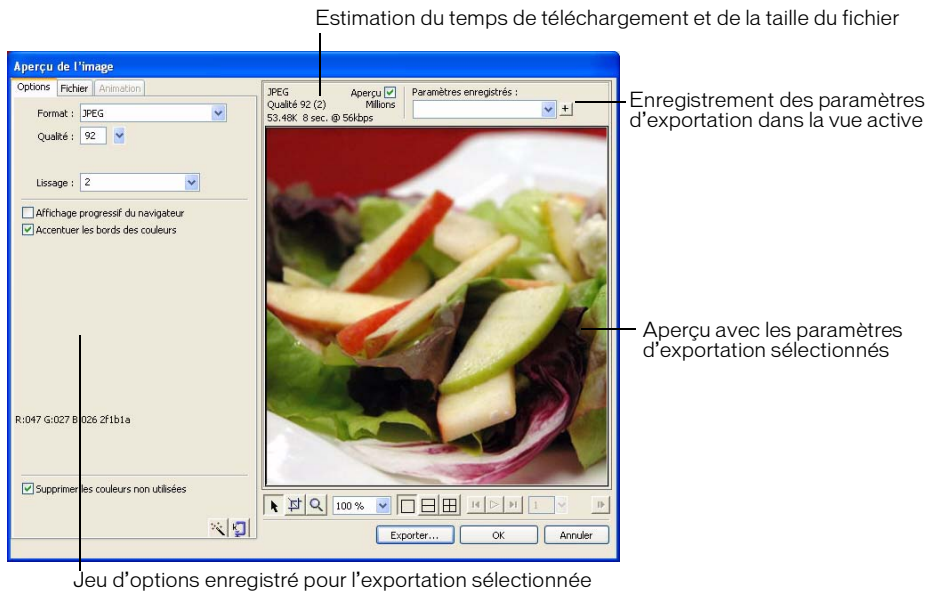 Estimation du temps de téléchargement et de la taille du fichier
Aperçu de l'image
Options Fichier Animation
Format : JPEG
Qualité : 92
Lissage : 2
Affichage progressif du navigateur
Accentuer les bords des couleurs
R:047 G:027 B:026 2f1b1a
Supprimer les couleurs non utilisées
JPEG Aperçu
Qualité 92 (2) Millions
53.48K 8 sec. @ 56kbps
Paramètres enregistrés :
+
Enregistrement des paramètres
d'exportation dans la vue active
Aperçu avec les paramètres
d'exportation sélectionnés
100 %
1
Exporter... OK Annuler
Jeu d'options enregistré pour l'exportation sélectionnée